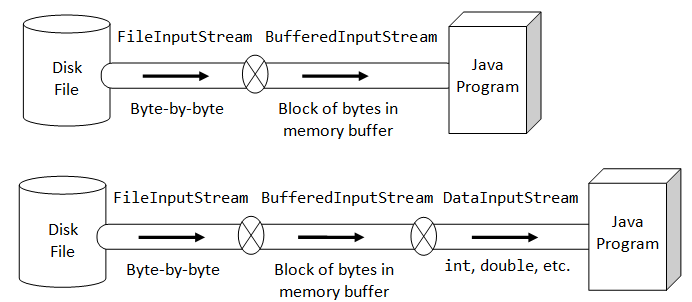 FileInputStream BufferedInputStream
Disk
File
Java
Program
Byte-by-byte
Block of bytes in
memory buffer
FileInputStream BufferedInputStream DataInputStream
Disk
File
Java
Program
Byte-by-byte
Block of bytes in
memory buffer
int, double, etc.